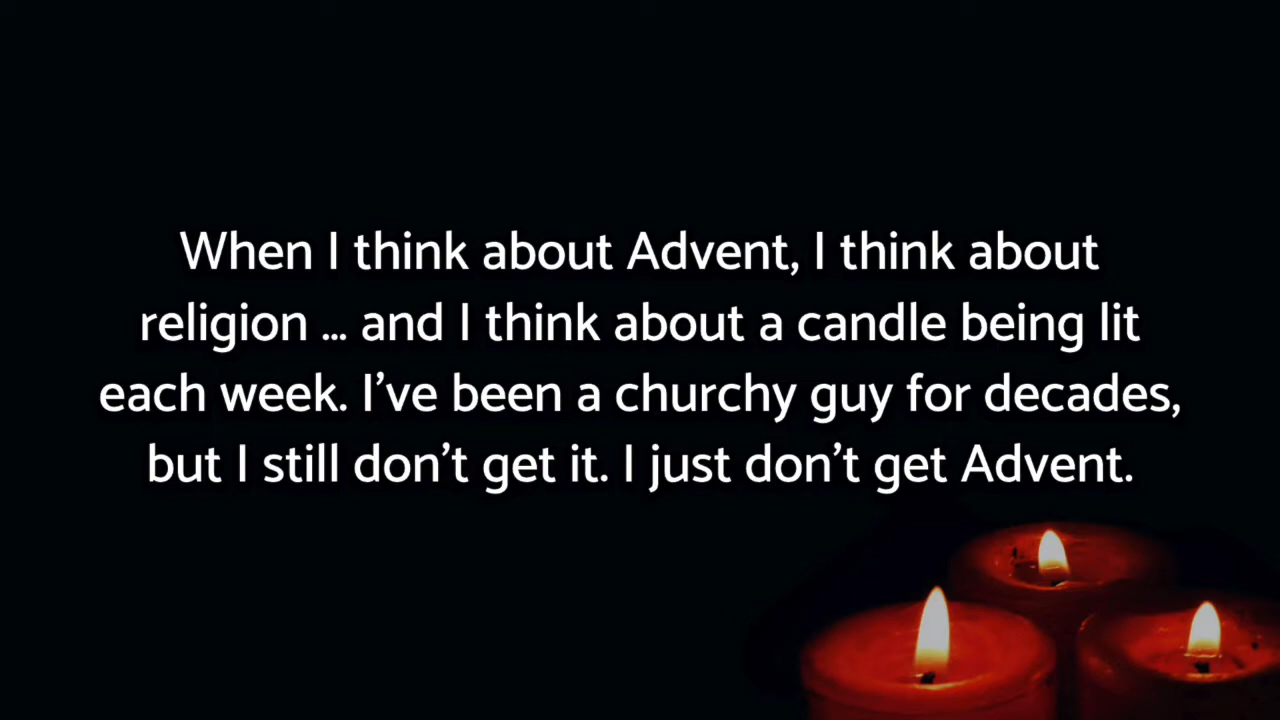 When I think about Advent, I think about
religion ... and I think about a candle being lit
each week. I’ve been a churchy guy for decades,
but I still don’t get it. I just don’t get Advent.